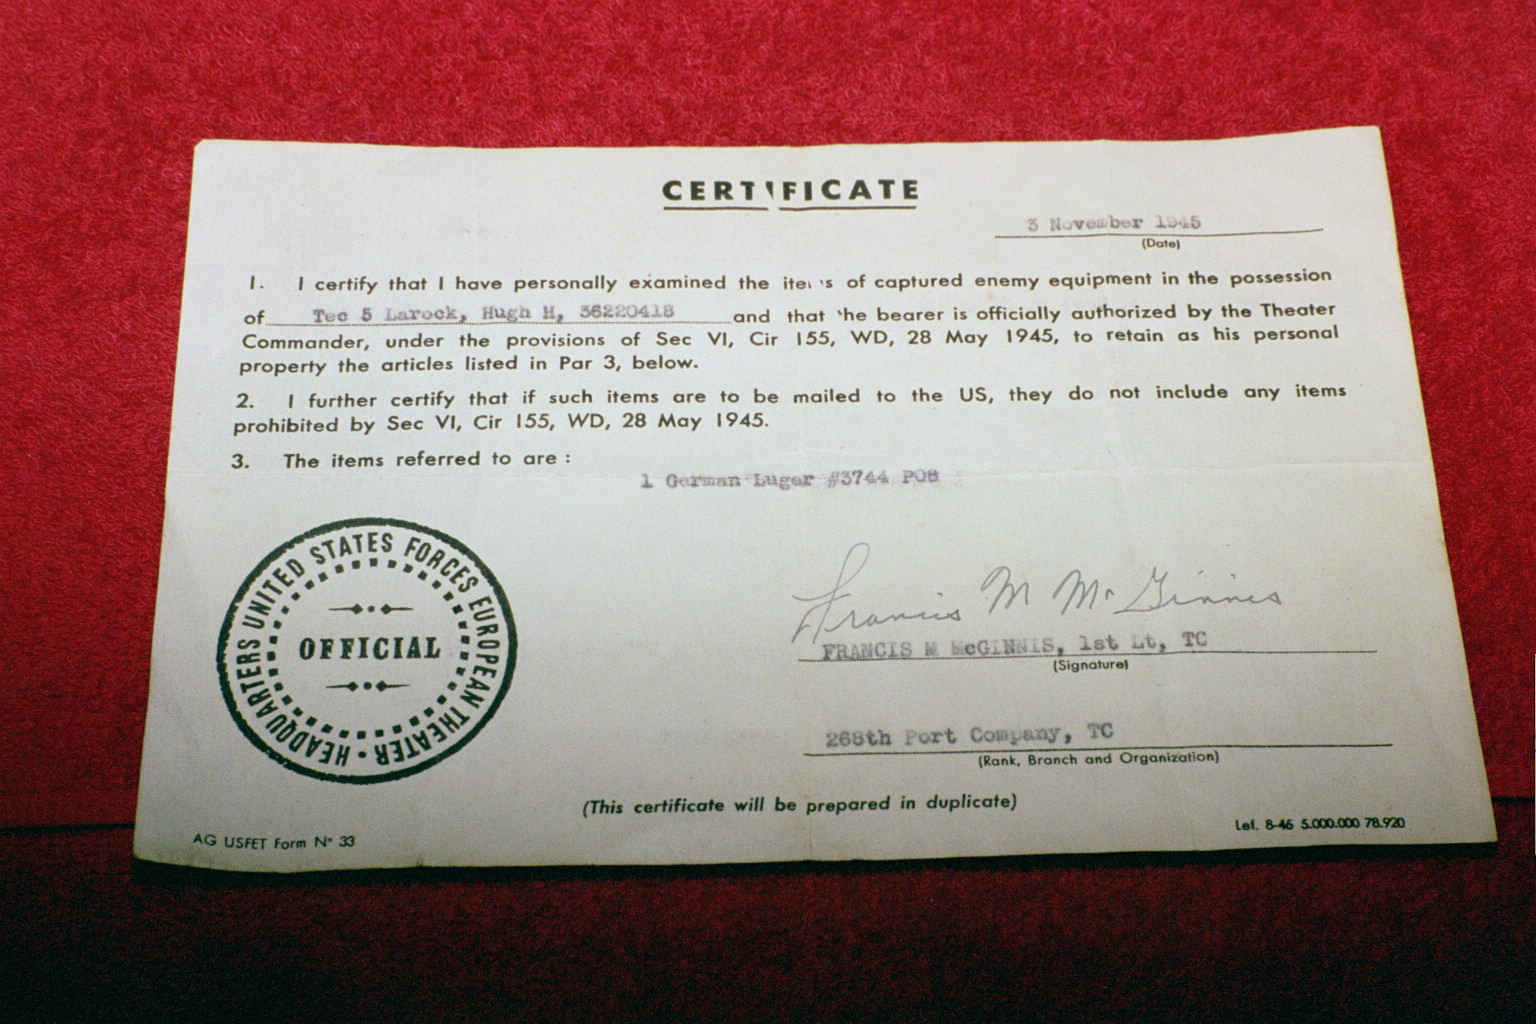 CERTIFICATE
3 November 1945
(Date)
1. I certify that I have personally examined the items of captured enemy equipment in the possession
of Tec 5 Larock, Hugh H, 36220418 and that the bearer is officially authorized by the Theater
Commander, under the provisions of Sec VI, Cir 155, WD, 28 May 1945, to retain as his personal
property the articles listed in Par 3, below.
2. I further certify that if such items are to be mailed to the US, they do not include any items
prohibited by Sec VI, Cir 155, WD, 28 May 1945.
3. The items referred to are :
1 German Luger #3744 PO8
HEADQUARTERS UNITED STATES FORCES EUROPEAN THEATER •
OFFICIAL
Francis M McGinnis
FRANCIS M McGINNIS, 1st Lt, TC
(Signature)
268th Port Company, TC
(Rank, Branch and Organization)
(This certificate will be prepared in duplicate)
AG USFET Form N° 33
Lef. 8-46 5.000.000 78.920